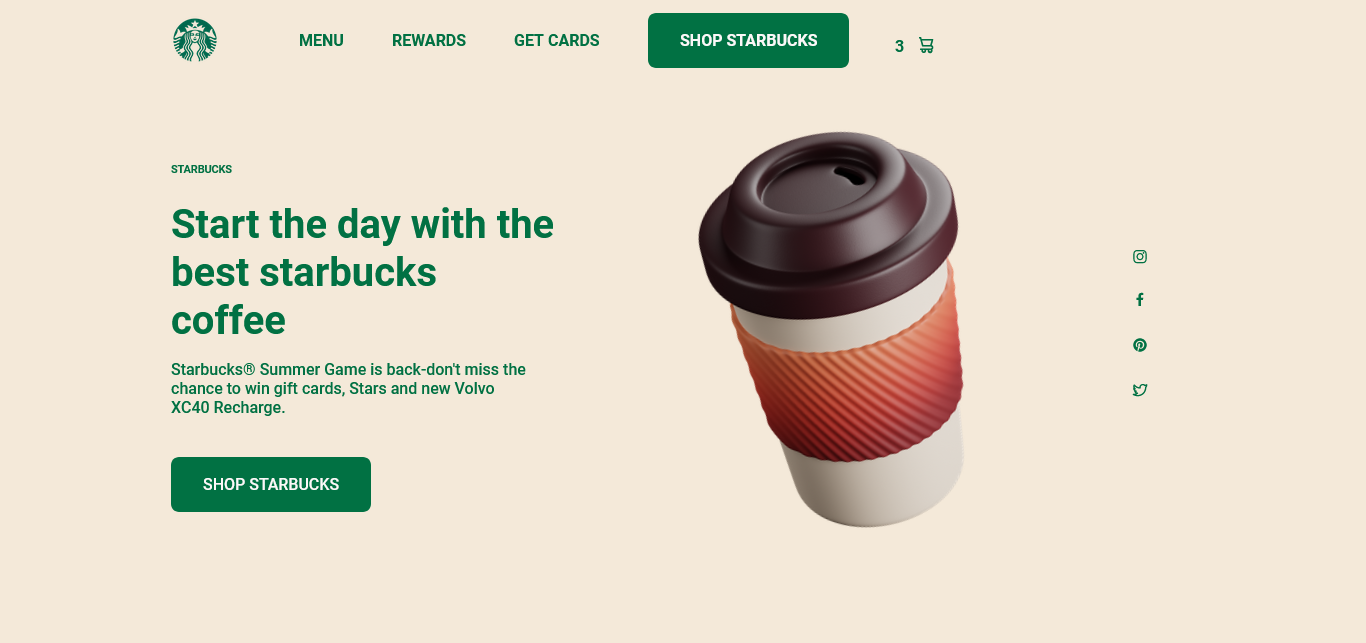 MENU
REWARDS
GET CARDS
SHOP STARBUCKS
3
STARBUCKS
Start the day with the
best starbucks
coffee
Starbucks® Summer Game is back-don't miss the
chance to win gift cards, Stars and new Volvo
XC40 Recharge.
SHOP STARBUCKS